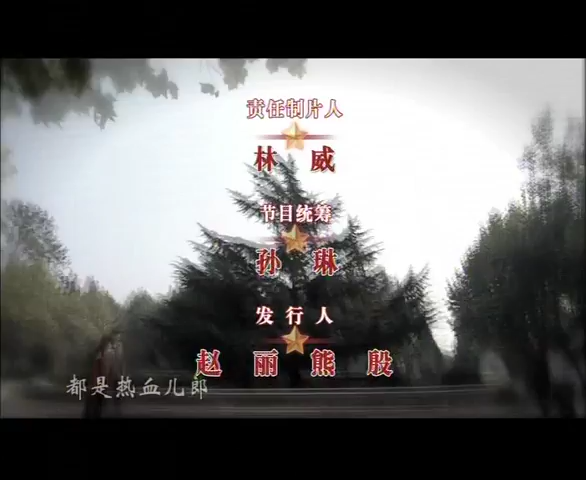 责任制片人
林 威
节目统筹
孙 琳
发 行 人
赵 丽 熊 殷
都是热血儿郎